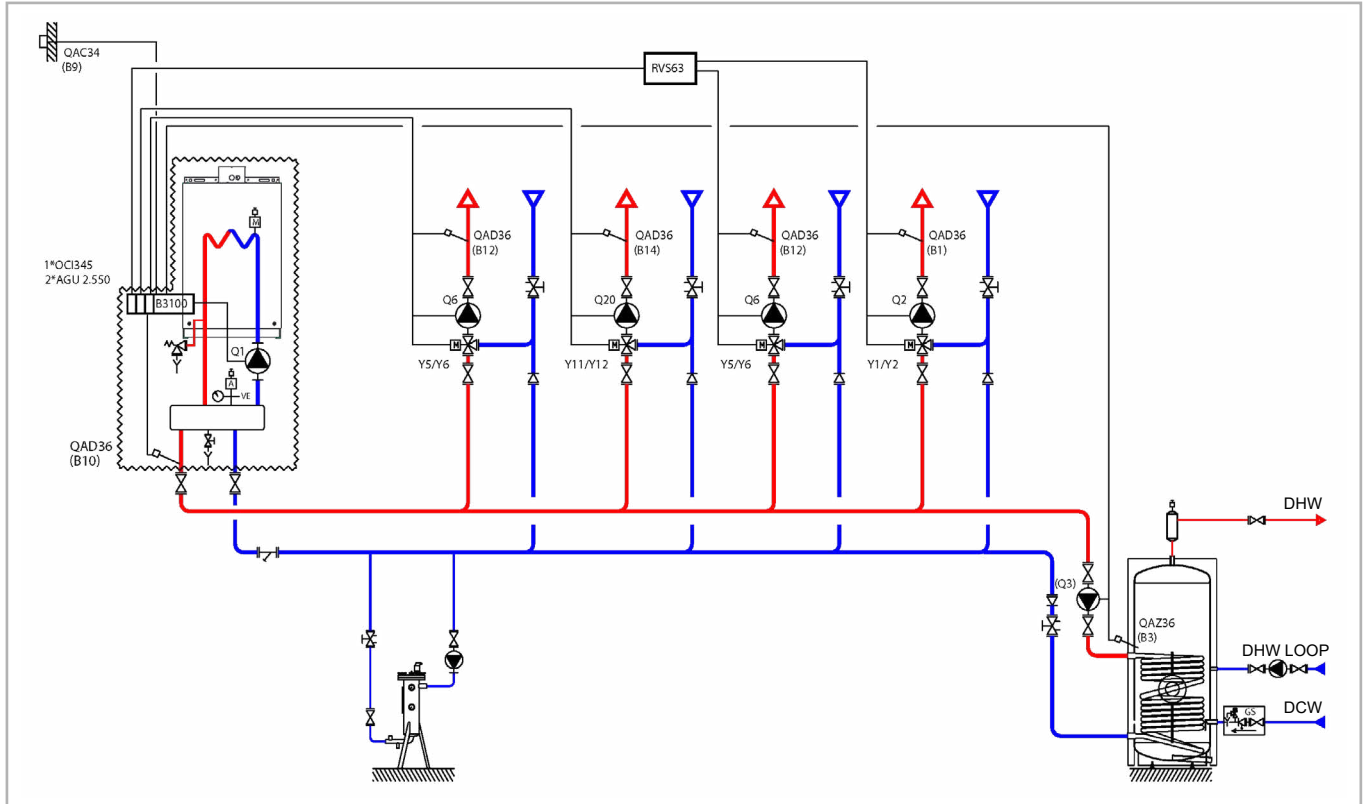 QAC34
(B9)
RVS63
1*OCI345
2*AGU 2.550
B3100
M
Q1
A
VE
QAD36
(B10)
QAD36
(B12)
Q6
M
Y5/Y6
QAD36
(B14)
Q20
M
Y11/Y12
QAD36
(B12)
Q6
M
Y5/Y6
QAD36
(B1)
Q2
M
Y1/Y2
DHW
(Q3)
QAZ36
(B3)
DHW LOOP
DCW
GS